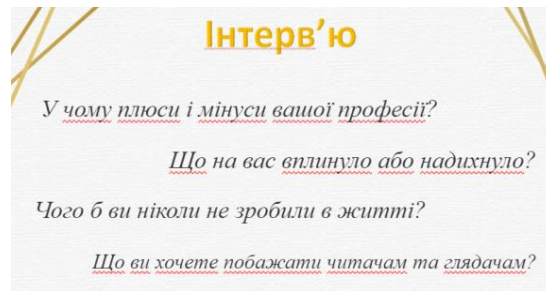 Інтерв’ю
У чому плюси і мінуси вашої професії?
Що на вас вплинуло або надихнуло?
Чого б ви ніколи не зробили в житті?
Що ви хочете побажати читачам та глядачам?